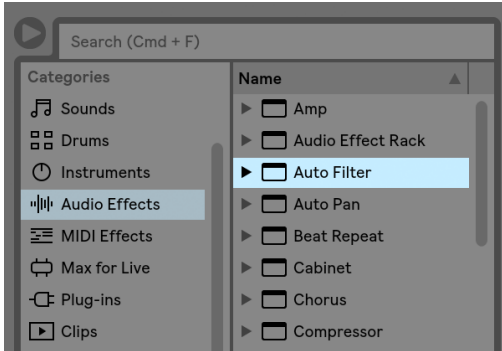 Search (Cmd + F)
Categories
Sounds
Drums
Instruments
Audio Effects
MIDI Effects
Max for Live
Plug-ins
Clips
Name
Amp
Audio Effect Rack
Auto Filter
Auto Pan
Beat Repeat
Cabinet
Chorus
Compressor